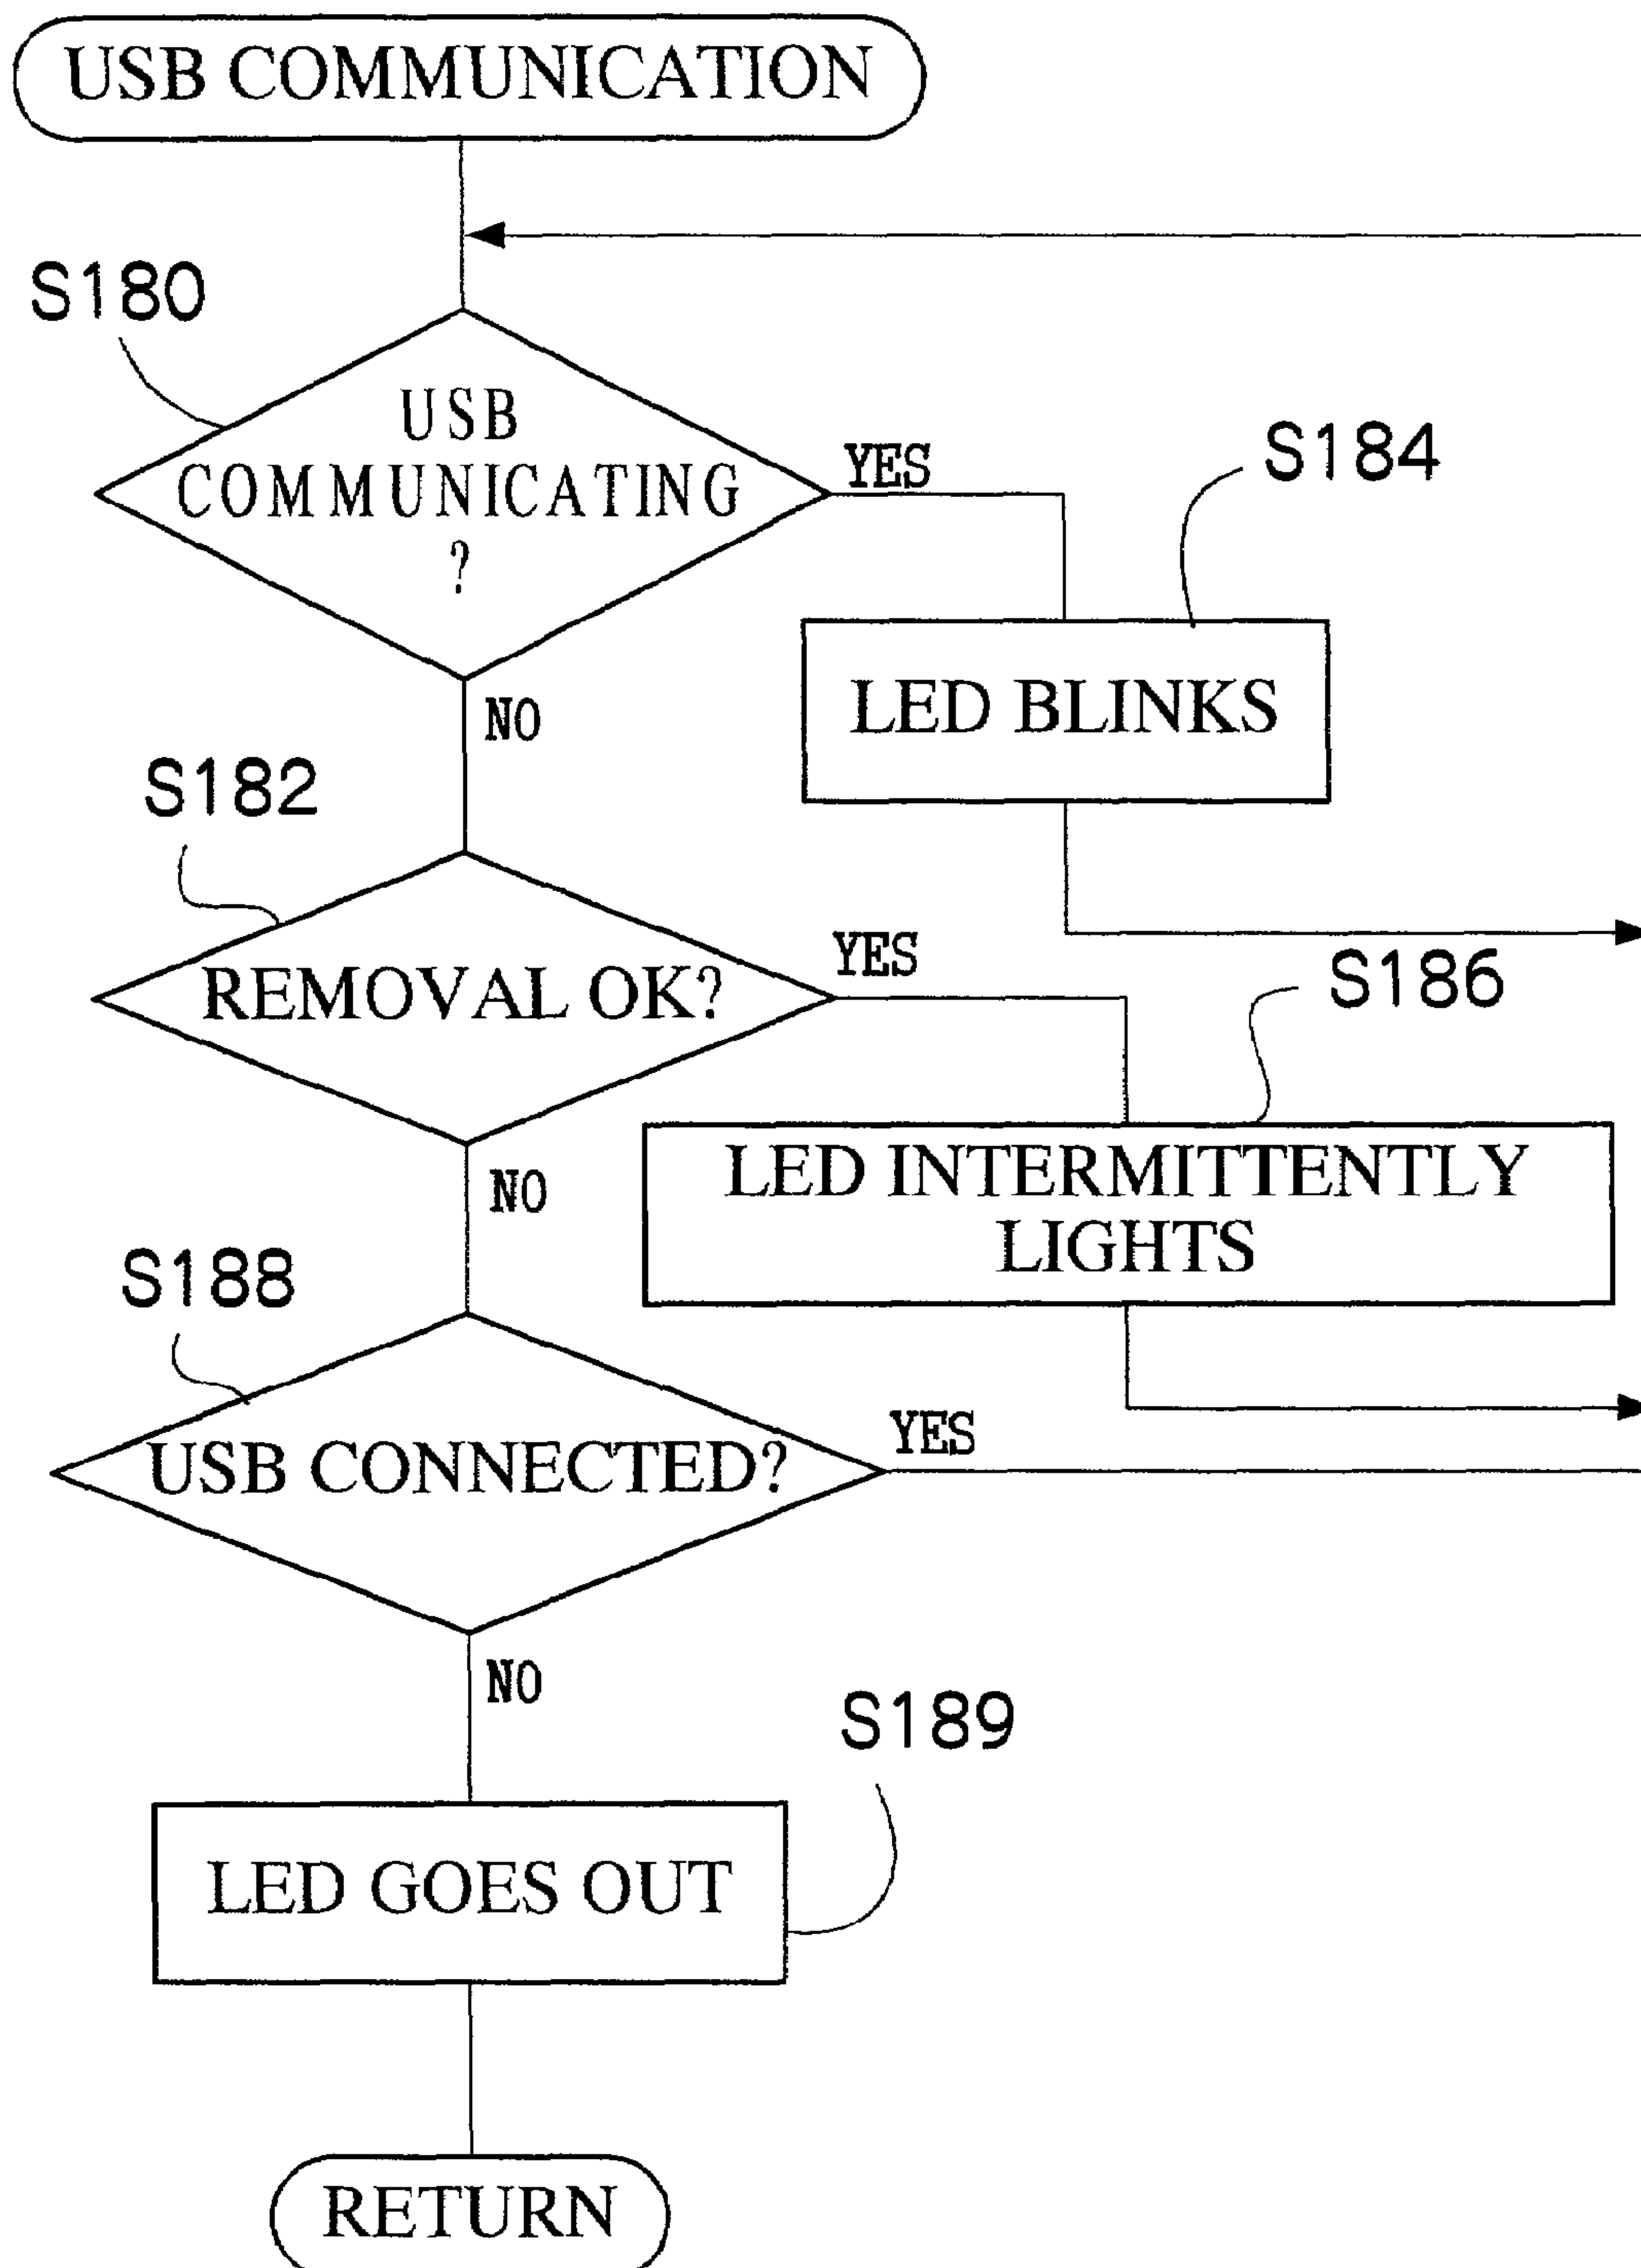 USB COMMUNICATION
S180
USB
COMMUNICATING
?
YES
S184
LED BLINKS
NO
S182
REMOVAL OK?
YES
S186
LED INTERMITTENTLY
LIGHTS
NO
S188
USB CONNECTED?
YES
NO
S189
LED GOES OUT
RETURN